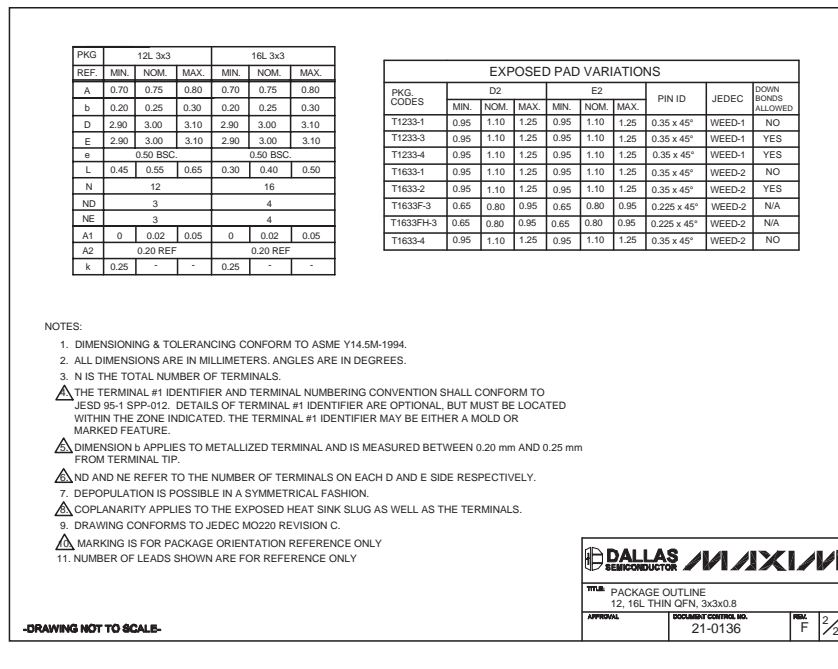 PKG 12L 3x3 16L 3x3
REF. MIN. NOM. MAX. MIN. NOM. MAX.
A 0.70 0.75 0.80 0.70 0.75 0.80
b 0.20 0.25 0.30 0.20 0.25 0.30
D 2.90 3.00 3.10 2.90 3.00 3.10
E 2.90 3.00 3.10 2.90 3.00 3.10
e 0.50 BSC. 0.50 BSC.
L 0.45 0.55 0.65 0.30 0.40 0.50
N 12 16
ND 3 4
NE 3 4
A1 0 0.02 0.05 0 0.02 0.05
A2 0.20 REF 0.20 REF
k 0.25 - - 0.25 - -
EXPOSED PAD VARIATIONS
PKG. CODES D2 E2 PIN ID JEDEC DOWN BONDS ALLOWED
MIN. NOM. MAX. MIN. NOM. MAX.
T1233-1 0.95 1.10 1.25 0.95 1.10 1.25 0.35 x 45° WEED-1 NO
T1233-3 0.95 1.10 1.25 0.95 1.10 1.25 0.35 x 45° WEED-1 YES
T1233-4 0.95 1.10 1.25 0.95 1.10 1.25 0.35 x 45° WEED-1 YES
T1633-1 0.95 1.10 1.25 0.95 1.10 1.25 0.35 x 45° WEED-2 NO
T1633-2 0.95 1.10 1.25 0.95 1.10 1.25 0.35 x 45° WEED-2 YES
T1633F-3 0.65 0.80 0.95 0.65 0.80 0.95 0.225 x 45° WEED-2 N/A
T1633FH-3 0.65 0.80 0.95 0.65 0.80 0.95 0.225 x 45° WEED-2 N/A
T1633-4 0.95 1.10 1.25 0.95 1.10 1.25 0.35 x 45° WEED-2 NO
NOTES:
1. DIMENSIONING & TOLERANCING CONFORM TO ASME Y14.5M-1994.
2. ALL DIMENSIONS ARE IN MILLIMETERS. ANGLES ARE IN DEGREES.
3. N IS THE TOTAL NUMBER OF TERMINALS.
4. THE TERMINAL #1 IDENTIFIER AND TERMINAL NUMBERING CONVENTION SHALL CONFORM TO
JESD 95-1 SPP-012. DETAILS OF TERMINAL #1 IDENTIFIER ARE OPTIONAL, BUT MUST BE LOCATED
WITHIN THE ZONE INDICATED. THE TERMINAL #1 IDENTIFIER MAY BE EITHER A MOLD OR
MARKED FEATURE.
5. DIMENSION b APPLIES TO METALLIZED TERMINAL AND IS MEASURED BETWEEN 0.20 mm AND 0.25 mm
FROM TERMINAL TIP.
6. ND AND NE REFER TO THE NUMBER OF TERMINALS ON EACH D AND E SIDE RESPECTIVELY.
7. DEPOPULATION IS POSSIBLE IN A SYMMETRICAL FASHION.
8. COPLANARITY APPLIES TO THE EXPOSED HEAT SINK SLUG AS WELL AS THE TERMINALS.
9. DRAWING CONFORMS TO JEDEC MO220 REVISION C.
10. MARKING IS FOR PACKAGE ORIENTATION REFERENCE ONLY
11. NUMBER OF LEADS SHOWN ARE FOR REFERENCE ONLY
DALLAS SEMICONDUCTOR MAXIM
TITLE: PACKAGE OUTLINE
12, 16L THIN QFN, 3x3x0.8
APPROVAL DOCUMENT CONTROL NO. REV.
21-0136 F 2/2
-DRAWING NOT TO SCALE-